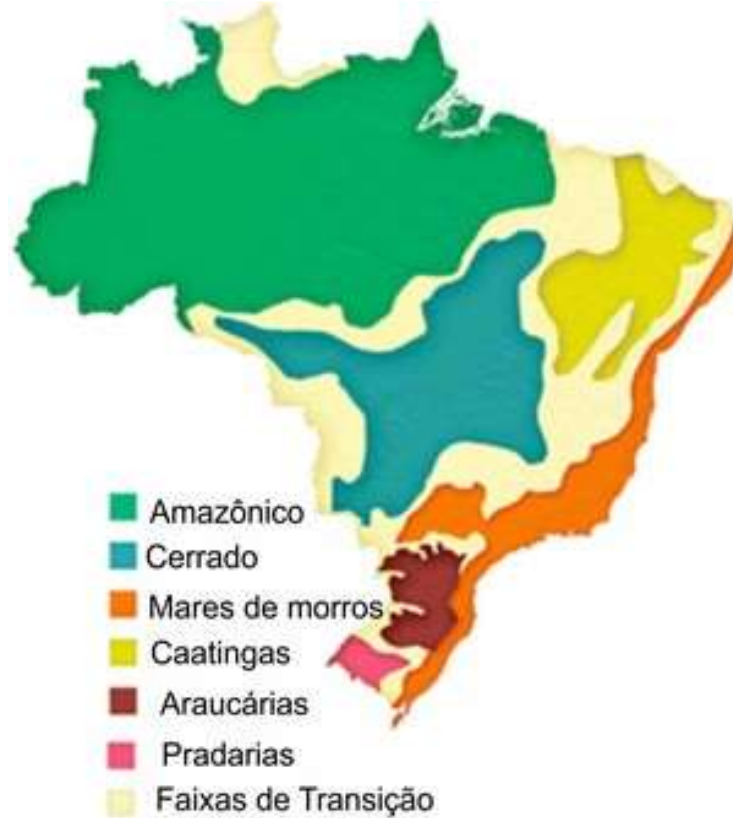 Amazônico
Cerrado
Mares de morros
Caatingas
Araucárias
Pradarias
Faixas de Transição